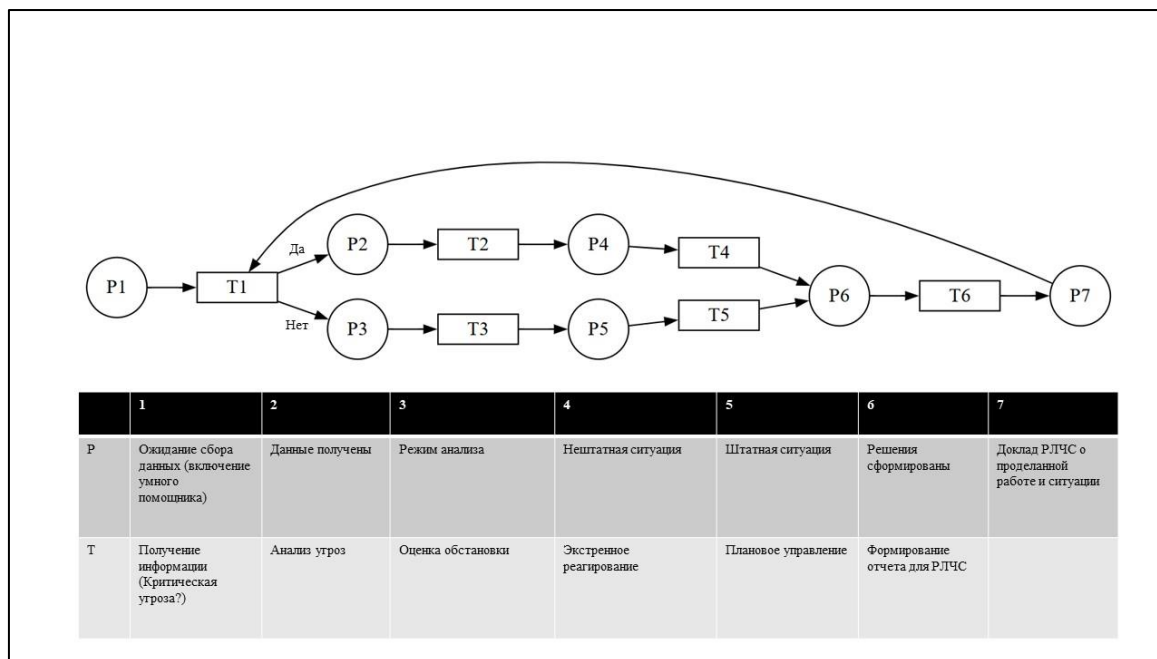 Да
P2
T2
P4
T4
P1
T1
P6
T6
P7
Нет
P3
T3
P5
T5
1 2 3 4 5 6 7
P
Ожидание сбора
данных (включение
умного
помощника)
Данные получены
Режим анализа
Нештатная ситуация
Штатная ситуация
Решения
сформированы
Доклад РЛЧС о
проделанной
работе и ситуации
T
Получение
информации
(Критическая
угроза?)
Анализ угроз
Оценка обстановки
Экстренное
реагирование
Плановое управление
Формирование
отчета для РЛЧС